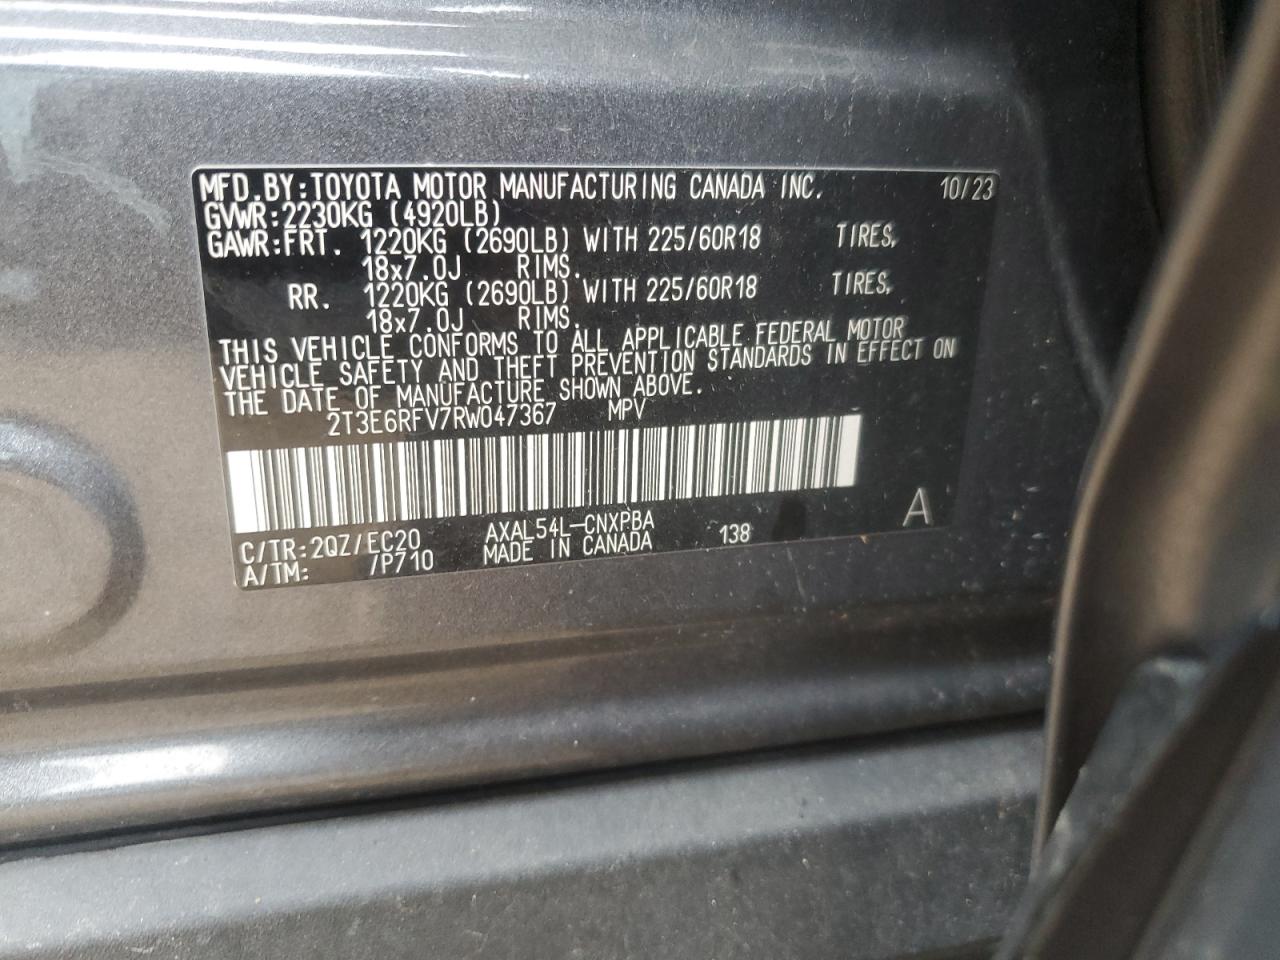 MFD.BY:TOYOTA MOTOR MANUFACTURING CANADA INC. 10/23
GVWR:2230KG (4920LB)
GAWR:FRT. 1220KG (2690LB) WITH 225/60R18 TIRES,
18x7.0J RIMS.
RR. 1220KG (2690LB) WITH 225/60R18 TIRES,
18x7.0J RIMS.
THIS VEHICLE CONFORMS TO ALL APPLICABLE FEDERAL MOTOR
VEHICLE SAFETY AND THEFT PREVENTION STANDARDS IN EFFECT ON
THE DATE OF MANUFACTURE SHOWN ABOVE.
2T3E6RFV7RW047367 MPV
C/TR:2QZ/EC20 AXAL54L-CNXPBA 138 A
A/TM: /P710 MADE IN CANADA